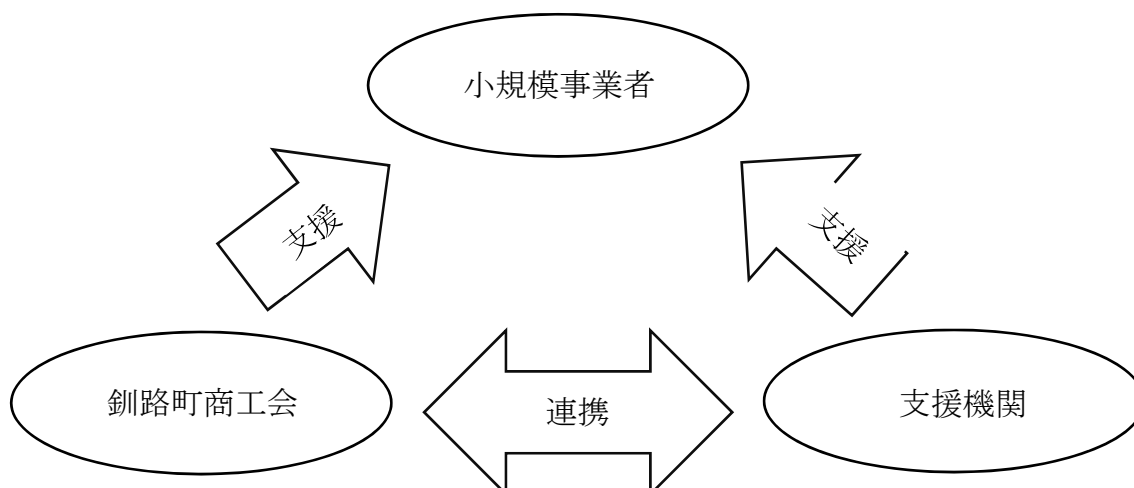 小規模事業者
支援
支援
釧路町商工会
連携
支援機関